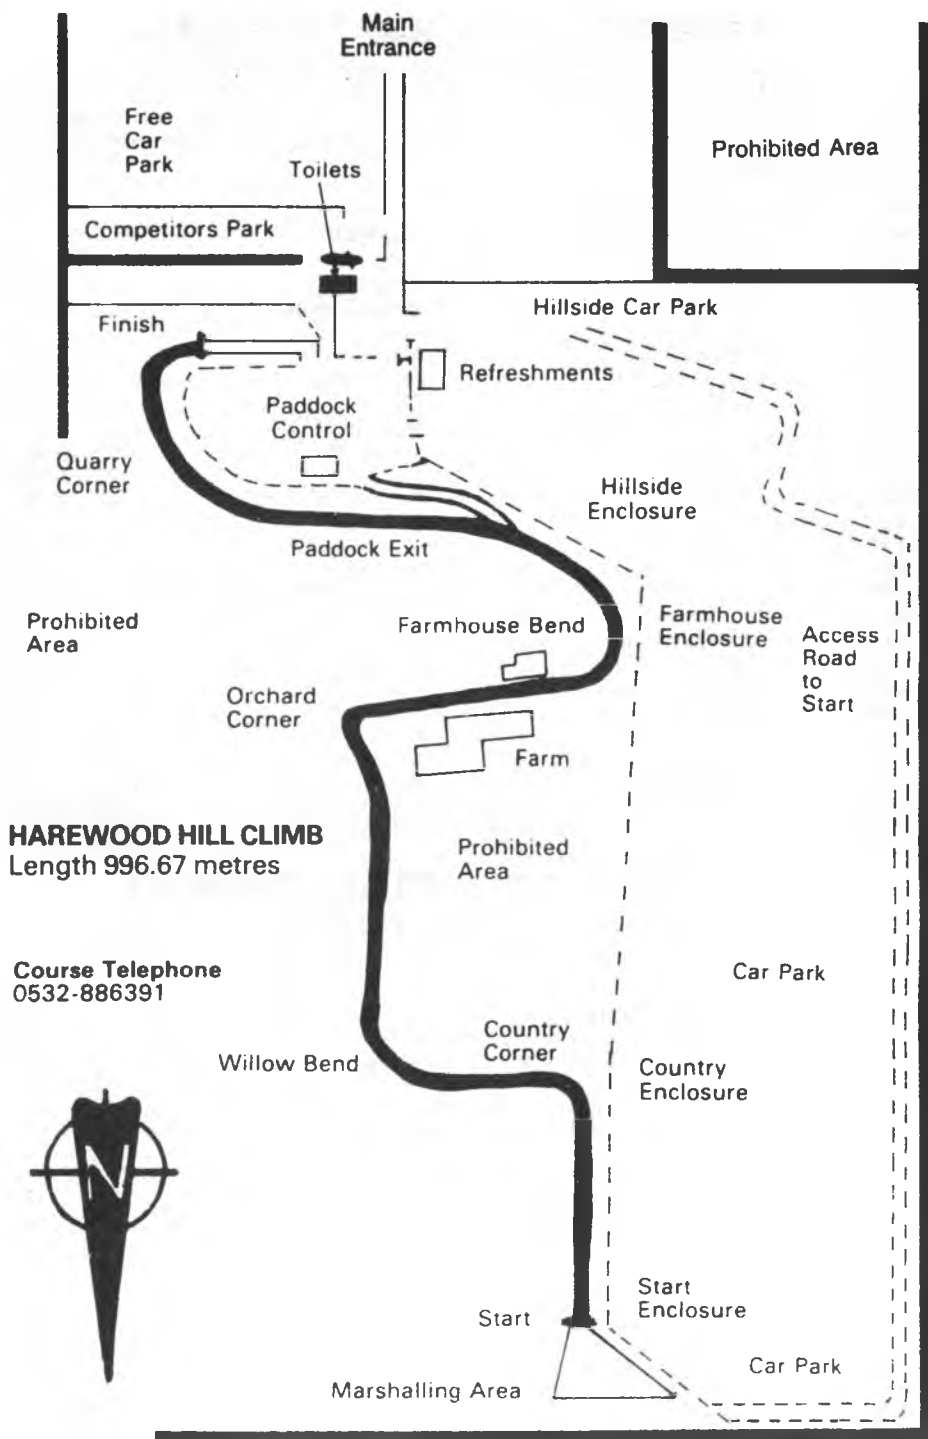 Main
Entrance
Free
Car
Park
Prohibited Area
Toilets
Competitors Park
Hillside Car Park
Finish
Refreshments
Paddock
Control
Quarry
Corner
Hillside
Enclosure
Paddock Exit
Prohibited
Area
Farmhouse Bend
Farmhouse
Enclosure
Access
Road
to
Start
Orchard
Corner
Farm
HAREWOOD HILL CLIMB
Length 996.67 metres
Prohibited
Area
Course Telephone
0532-886391
Car Park
Country
Corner
Willow Bend
Country
Enclosure
N
Start
Enclosure
Start
Car Park
Marshalling Area